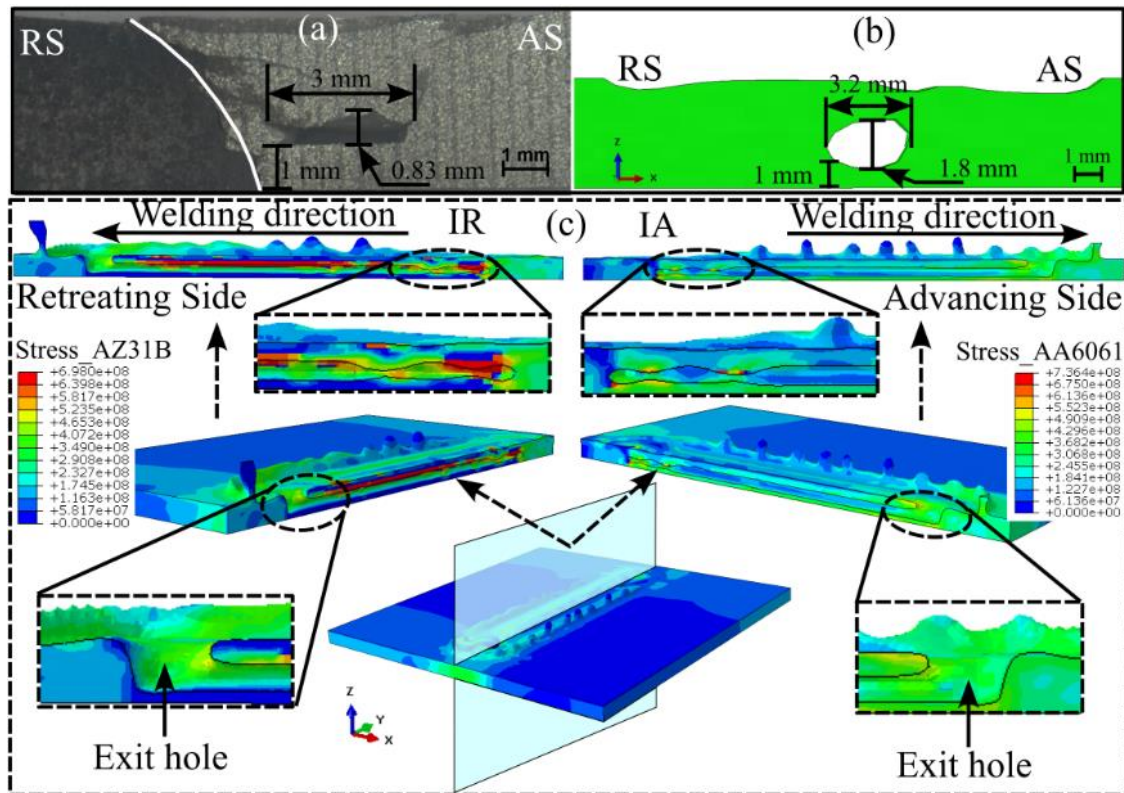 (a)
RS
AS
3 mm
1 mm
0.83 mm
1 mm
(b)
RS
AS
3.2 mm
1 mm
1.8 mm
1 mm
z
x
(c)
Welding direction
IR
IA
Welding direction
Retreating Side
Advancing Side
Stress_AZ31B
+6.980e+08
+6.398e+08
+5.817e+08
+5.235e+08
+4.653e+08
+4.072e+08
+3.490e+08
+2.908e+08
+2.327e+08
+1.745e+08
+1.163e+08
+5.817e+07
+0.000e+00
Stress_AA6061
+7.364e+08
+6.750e+08
+6.136e+08
+5.523e+08
+4.909e+08
+4.296e+08
+3.682e+08
+3.068e+08
+2.455e+08
+1.841e+08
+1.227e+08
+6.136e+07
+0.000e+00
Exit hole
Z
Y
X
Exit hole